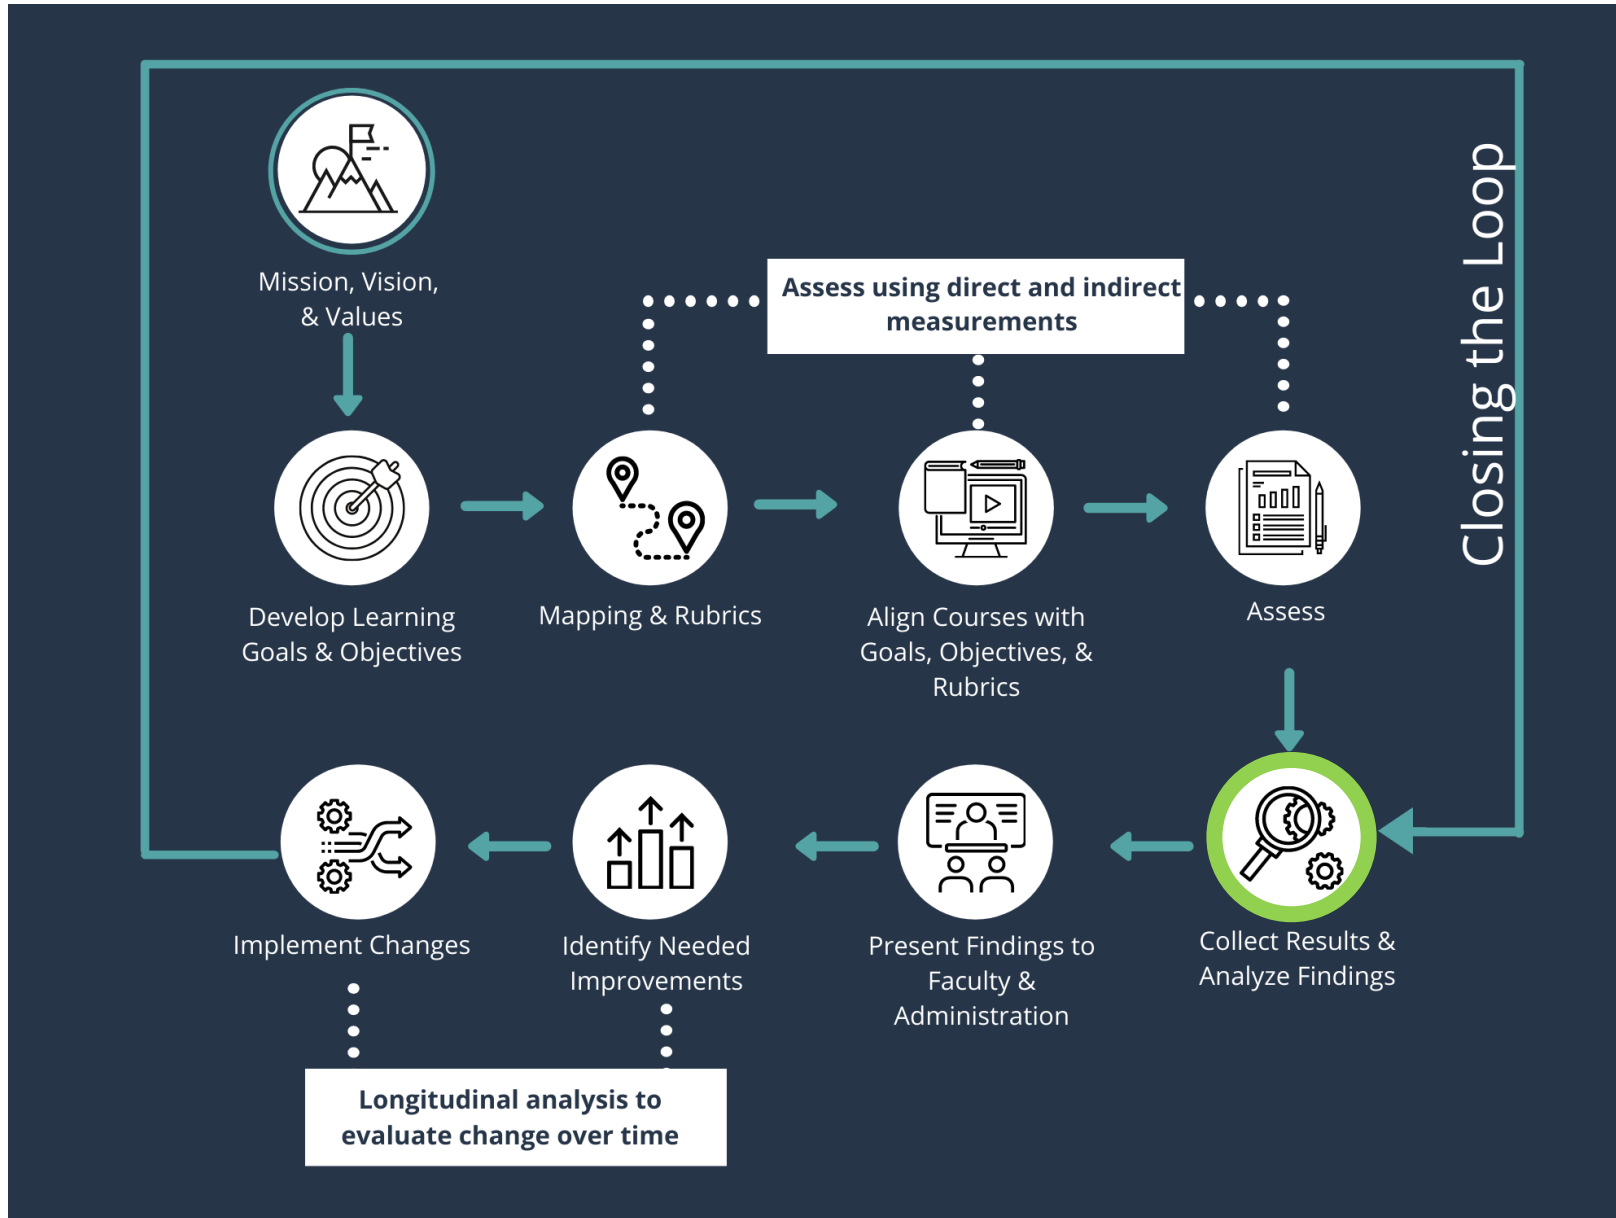 Closing the Loop
Mission, Vision,
& Values
Assess using direct and indirect
measurements
Develop Learning
Goals & Objectives
Mapping & Rubrics
Align Courses with
Goals, Objectives, &
Rubrics
Assess
Collect Results &
Analyze Findings
Present Findings to
Faculty &
Administration
Identify Needed
Improvements
Implement Changes
Longitudinal analysis to
evaluate change over time